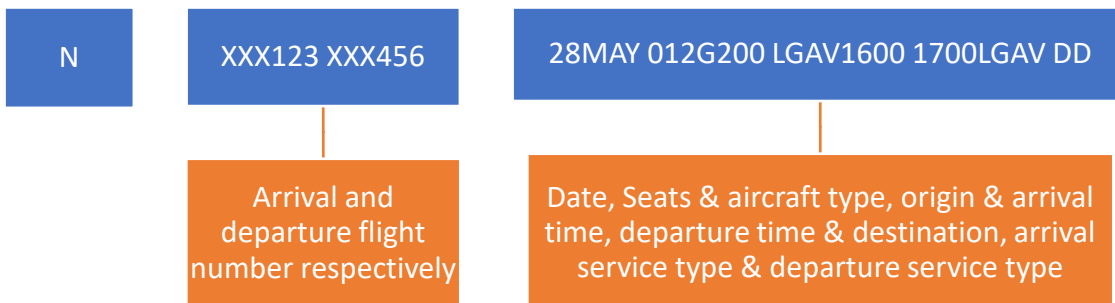 N
XXX123 XXX456
28MAY 012G200 LGAV1600 1700LGAV DD
Arrival and
departure flight
number respectively
Date, Seats & aircraft type, origin & arrival
time, departure time & destination, arrival
service type & departure service type